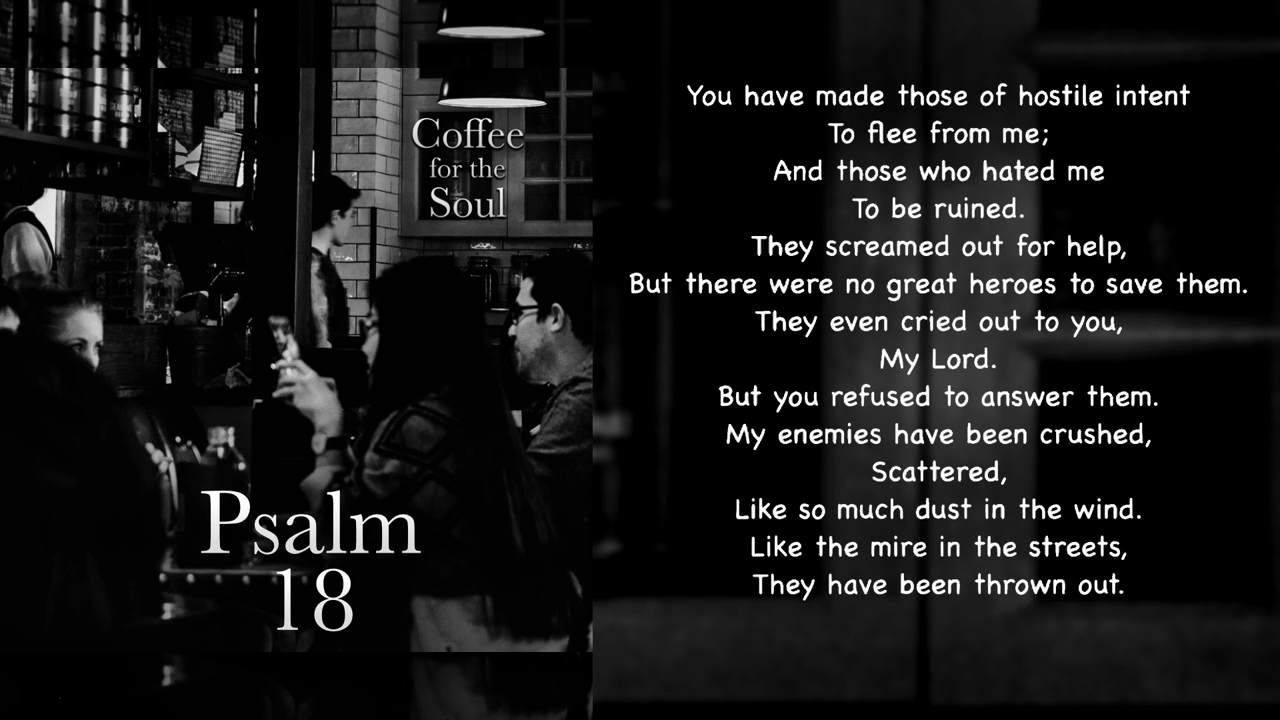 Coffee
for the
Soul
Psalm
18
You have made those of hostile intent
To flee from me;
And those who hated me
To be ruined.
They screamed out for help,
But there were no great heroes to save them.
They even cried out to you,
My Lord.
But you refused to answer them.
My enemies have been crushed,
Scattered,
Like so much dust in the wind.
Like the mire in the streets,
They have been thrown out.